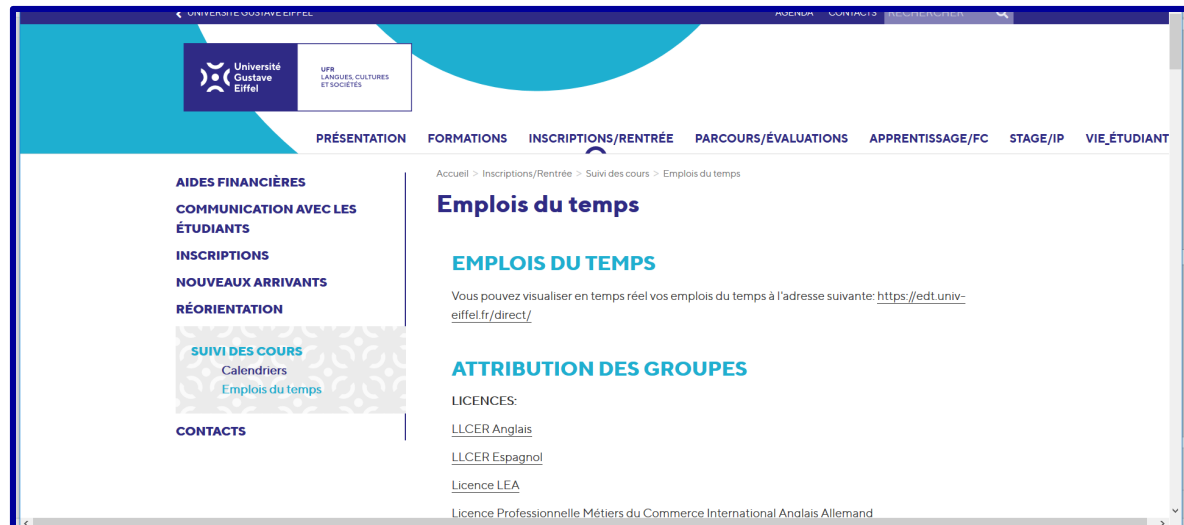 UNIVERSITÉ GUSTAVE EIFFEL
AGENDA CONTACTS RECHERCHER
Université
Gustave
Eiffel
UFR
LANGUES, CULTURES
ET SOCIÉTÉS
PRÉSENTATION FORMATIONS INSCRIPTIONS/RENTRÉE PARCOURS/ÉVALUATIONS APPRENTISSAGE/FC STAGE/IP VIE_ÉTUDIANT
AIDES FINANCIÈRES
COMMUNICATION AVEC LES
ÉTUDIANTS
INSCRIPTIONS
NOUVEAUX ARRIVANTS
RÉORIENTATION
SUIVI DES COURS
Calendriers
Emplois du temps
CONTACTS
Accueil > Inscriptions/Rentrée > Suivi des cours > Emplois du temps
Emplois du temps
EMPLOIS DU TEMPS
Vous pouvez visualiser en temps réel vos emplois du temps à l'adresse suivante: https://edt.univ-
eiffel.fr/direct/
ATTRIBUTION DES GROUPES
LICENCES:
LLCER Anglais
LLCER Espagnol
Licence LEA
Licence Professionnelle Métiers du Commerce International Anglais Allemand